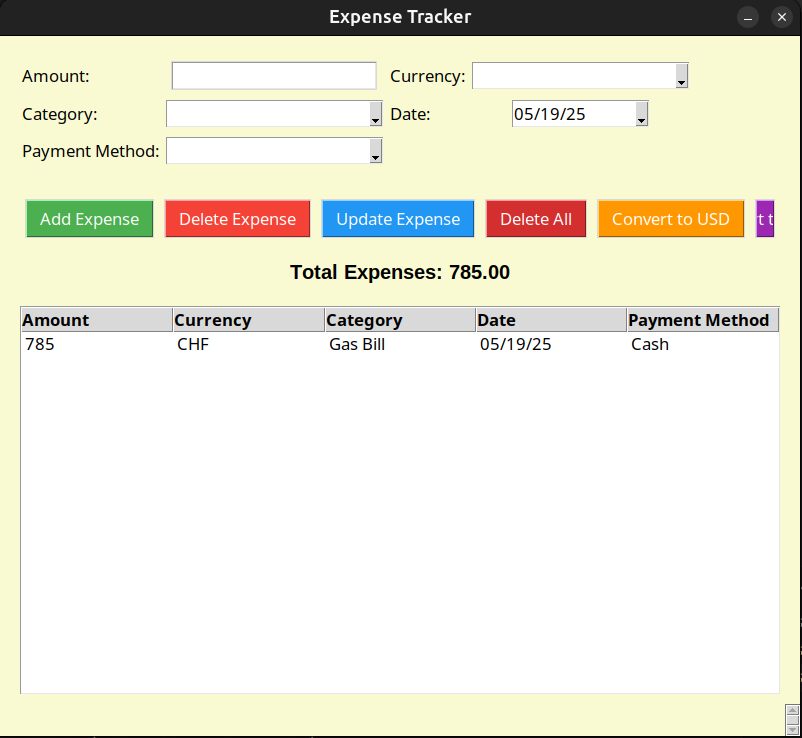 Expense Tracker
Amount: Currency:
Category: Date: 05/19/25
Payment Method:
Add Expense Delete Expense Update Expense Delete All Convert to USD t t
Total Expenses: 785.00
Amount Currency Category Date Payment Method
785 CHF Gas Bill 05/19/25 Cash